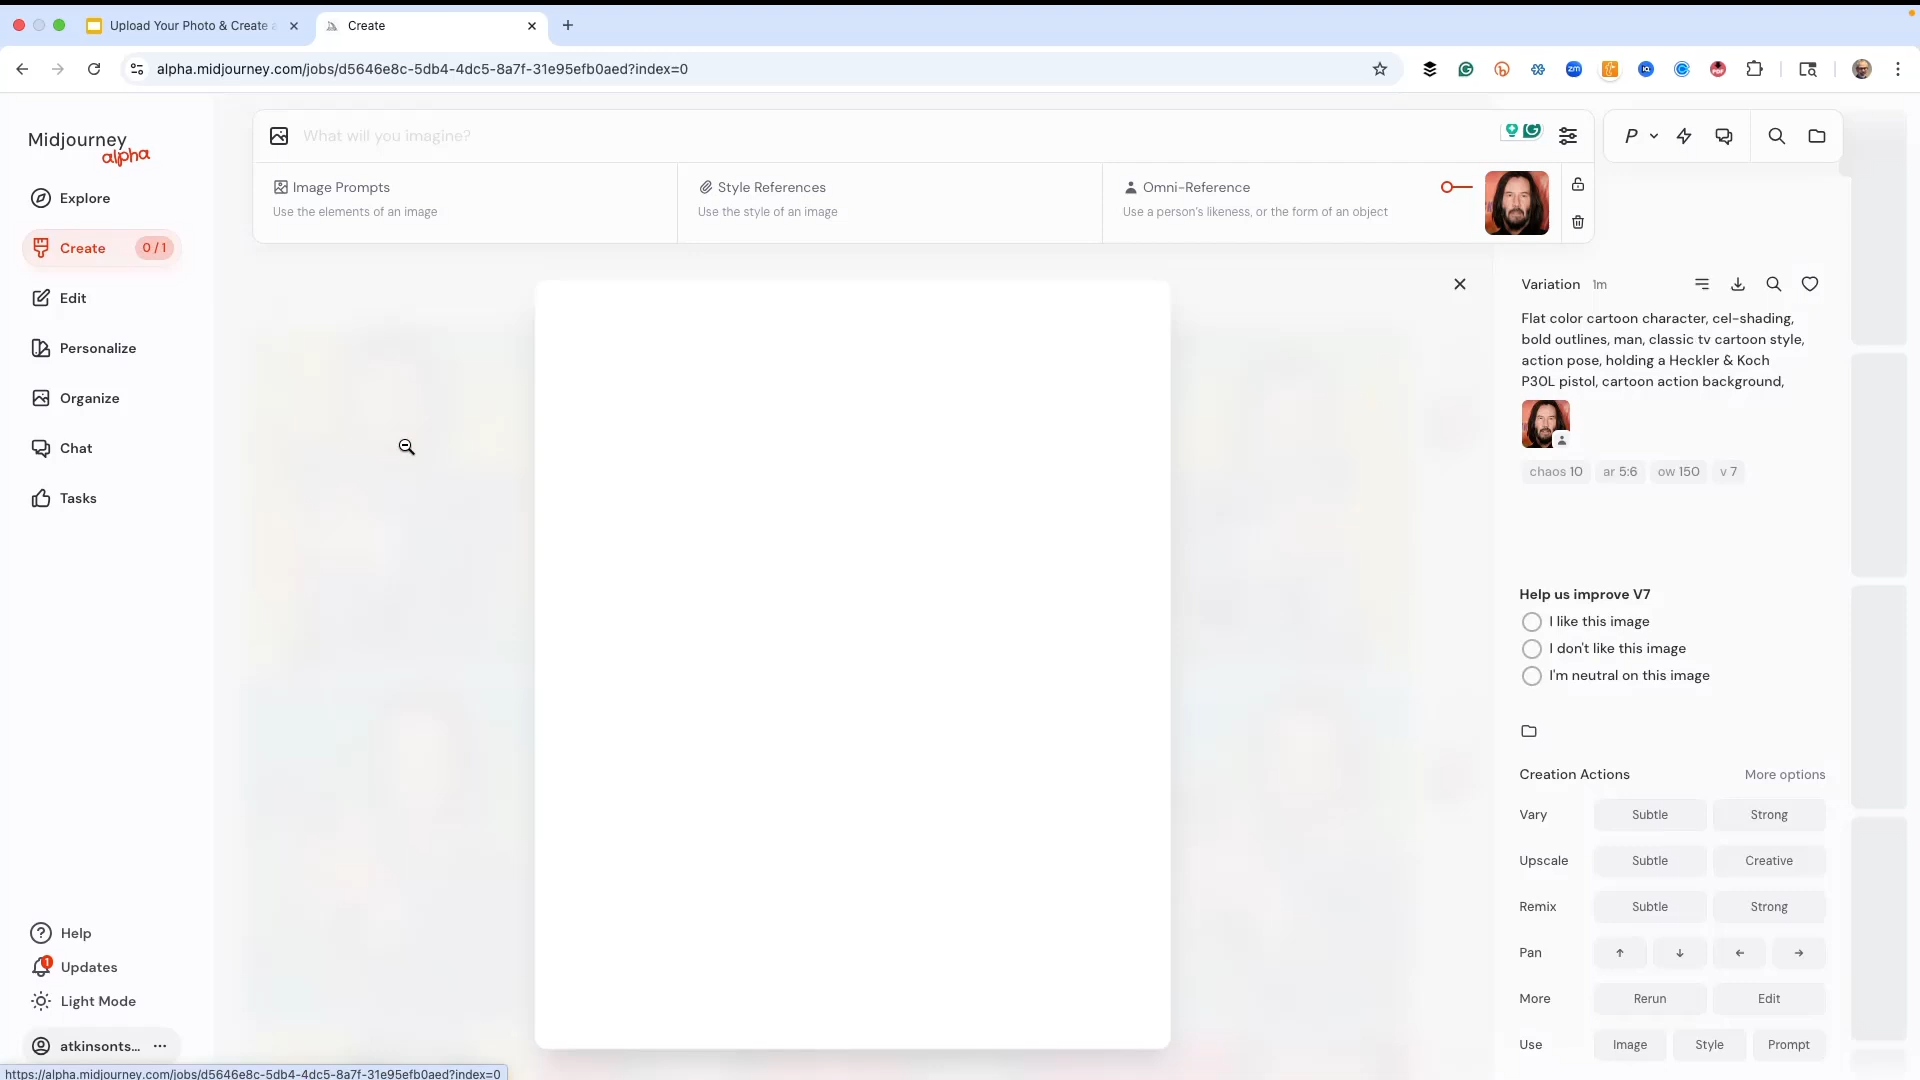 Upload Your Photo & Create a
Create
alpha.midjourney.com/jobs/d5646e8c-5db4-4dc5-8a7f-31e95efb0aed?index=0
Midjourney
alpha
Explore
Create 0 / 1
Edit
Personalize
Organize
Chat
Tasks
Help
1
Updates
Light Mode
atkinsonts...
https://alpha.midjourney.com/jobs/d5646e8c-5db4-4dc5-8a7f-31e95efb0aed?index=0
What will you imagine?
Image Prompts
Use the elements of an image
Style References
Use the style of an image
Omni-Reference
Use a person's likeness, or the form of an object
P
Variation 1m
Flat color cartoon character, cel-shading,
bold outlines, man, classic tv cartoon style,
action pose, holding a Heckler & Koch
P30L pistol, cartoon action background,
chaos 10 ar 5:6 ow 150 v 7
Help us improve V7
I like this image
I don't like this image
I'm neutral on this image
Creation Actions More options
Vary Subtle Strong
Upscale Subtle Creative
Remix Subtle Strong
Pan ↑ ↓ ← →
More Rerun Edit
Use Image Style Prompt